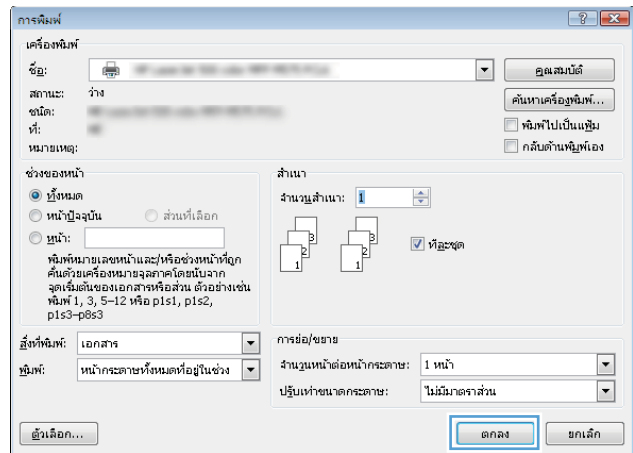 การพิมพ์
เครื่องพิมพ์
ชื่อ:
คุณสมบัติ
สถานะ: ว่าง
ชนิด:
ค้นหาเครื่องพิมพ์...
ที่:
พิมพ์ไปเป็นแฟ้ม
หมายเหตุ:
กลับด้านพิมพ์เอง
ช่วงของหน้า
ทั้งหมด
หน้าปัจจุบัน ส่วนที่เลือก
หน้า:
พิมพ์หมายเลขหน้าและ/หรือช่วงหน้าที่ถูก
คั่นด้วยเครื่องหมายจุลภาคโดยนับจาก
จุดเริ่มต้นของเอกสารหรือส่วน ตัวอย่างเช่น
พิมพ์ 1, 3, 5–12 หรือ p1s1, p1s2,
p1s3–p8s3
สำเนา
จำนวนสำเนา: 1
3 3
2 2
1 1
ทีละชุด
สิ่งที่พิมพ์: เอกสาร
พิมพ์: หน้ากระดาษทั้งหมดที่อยู่ในช่วง
การย่อ/ขยาย
จำนวนหน้าต่อหน้ากระดาษ: 1 หน้า
ปรับเท่าขนาดกระดาษ: ไม่มีมาตราส่วน
ตัวเลือก...
ตกลง
ยกเลิก